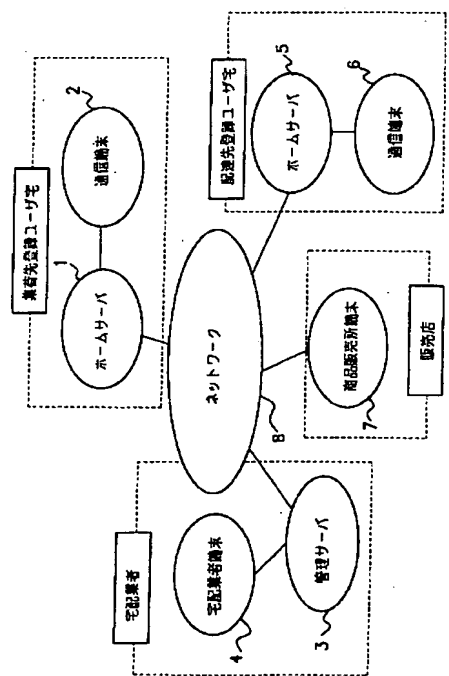 集荷先登録ユーザ宅
1
2
ホームサーバ
通信端末
配達先登録ユーザ宅
5
ホームサーバ
6
通信端末
ネットワーク
8
商品販売所端末
7
販売店
宅配業者
宅配業者端末
4
管理サーバ
3